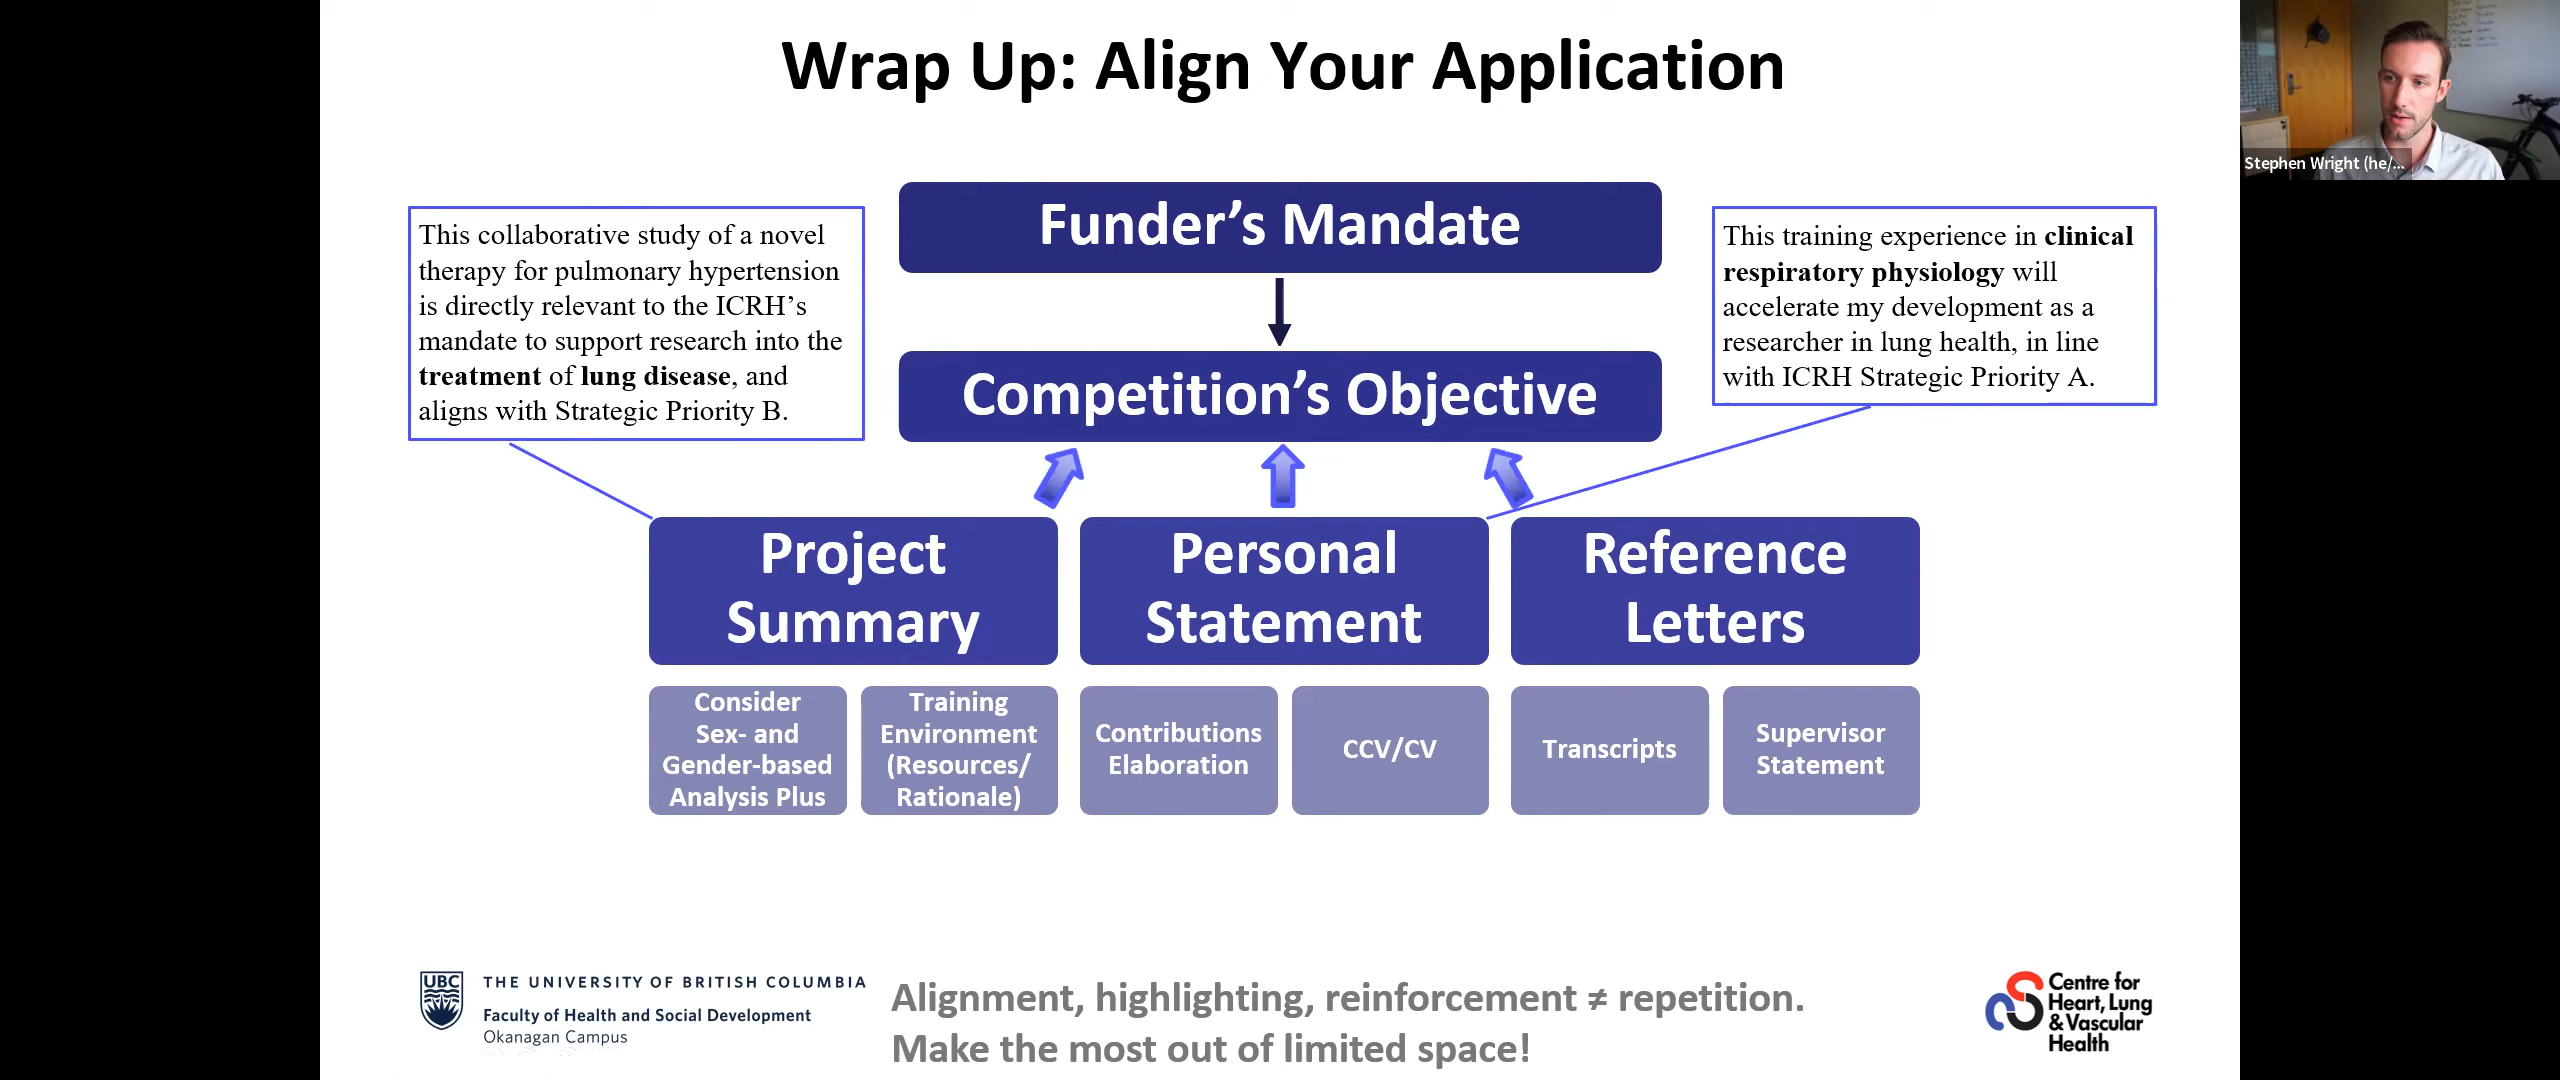 Wrap Up: Align Your Application
Stephen Wright (he/...
Funder’s Mandate
This collaborative study of a novel
therapy for pulmonary hypertension
is directly relevant to the ICRH’s
mandate to support research into the
treatment of lung disease, and
aligns with Strategic Priority B.
This training experience in clinical
respiratory physiology will
accelerate my development as a
researcher in lung health, in line
with ICRH Strategic Priority A.
Competition’s Objective
Project
Summary
Personal
Statement
Reference
Letters
Consider
Sex- and
Gender-based
Analysis Plus
Training
Environment
(Resources/
Rationale)
Contributions
Elaboration
CCV/CV
Transcripts
Supervisor
Statement
UBC
THE UNIVERSITY OF BRITISH COLUMBIA
Faculty of Health and Social Development
Okanagan Campus
Alignment, highlighting, reinforcement ≠ repetition.
Make the most out of limited space!
Centre for
Heart, Lung
& Vascular
Health